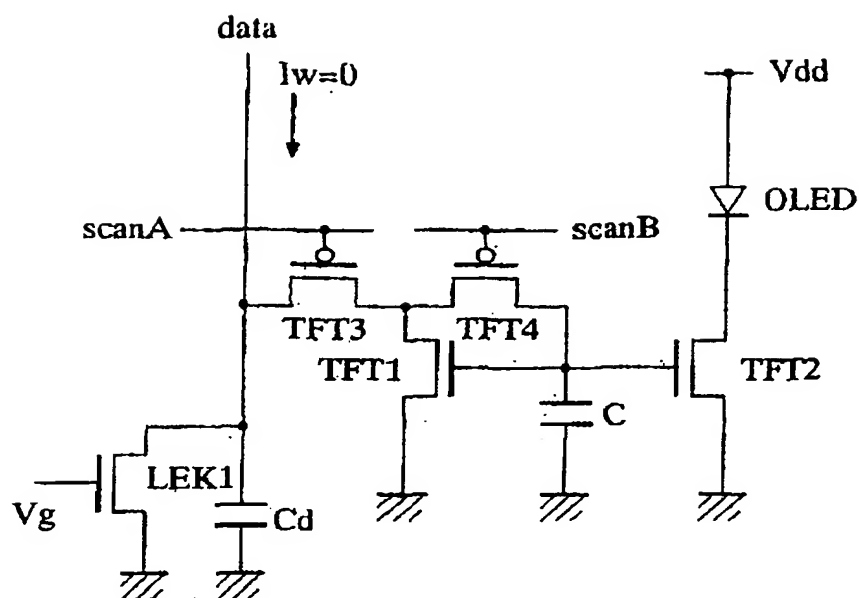 data
Iw=0
Vdd
OLED
scanA
scanB
TFT3
TFT4
TFT1
TFT2
C
LEK1
Vg
Cd